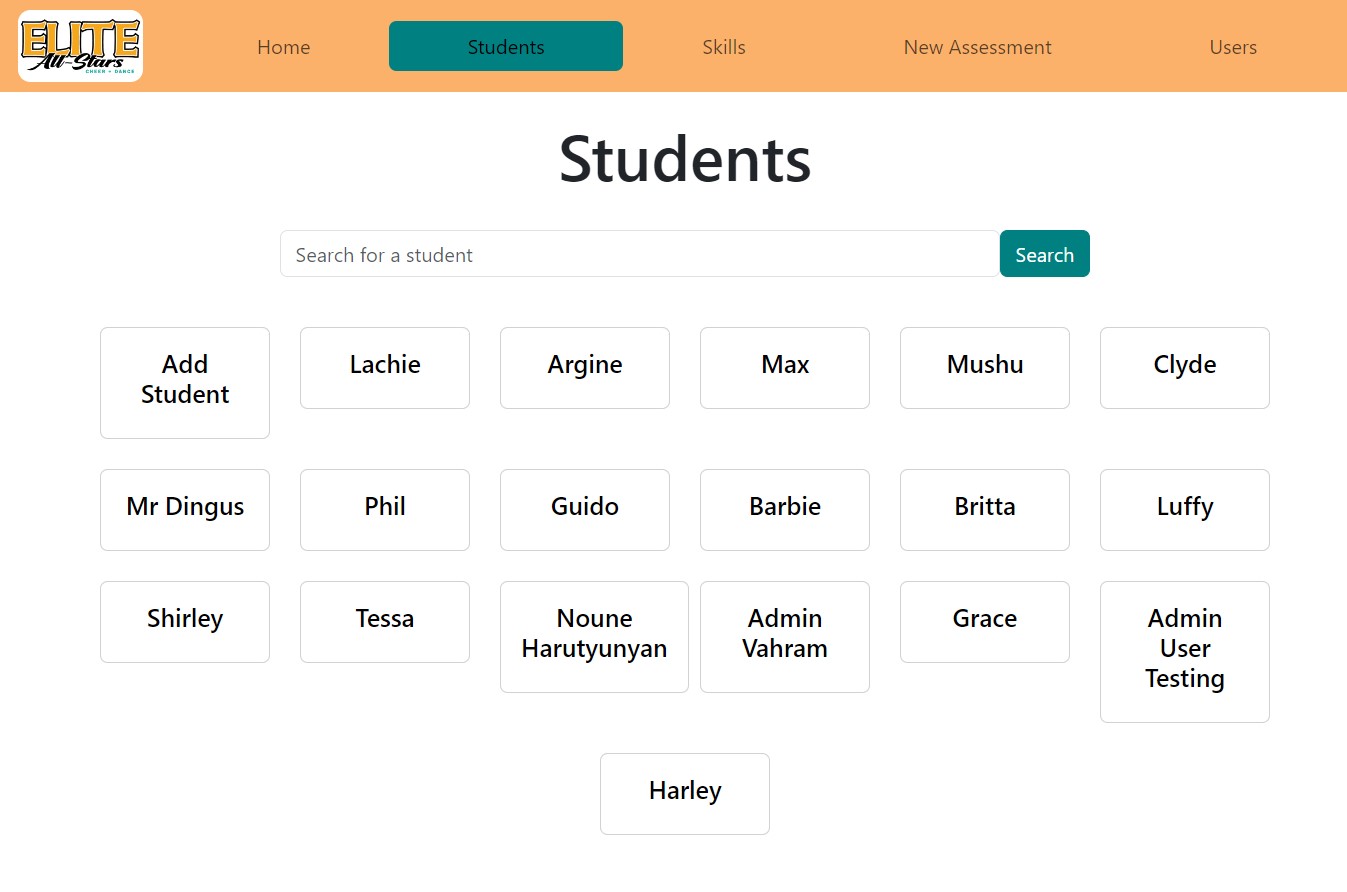 ELITE
All-Stars
CHEER + DANCE
Home
Students
Skills
New Assessment
Users
Students
Search for a student
Search
Add
Student
Lachie
Argine
Max
Mushu
Clyde
Mr Dingus
Phil
Guido
Barbie
Britta
Luffy
Shirley
Tessa
Noune
Harutyunyan
Admin
Vahram
Grace
Admin
User
Testing
Harley